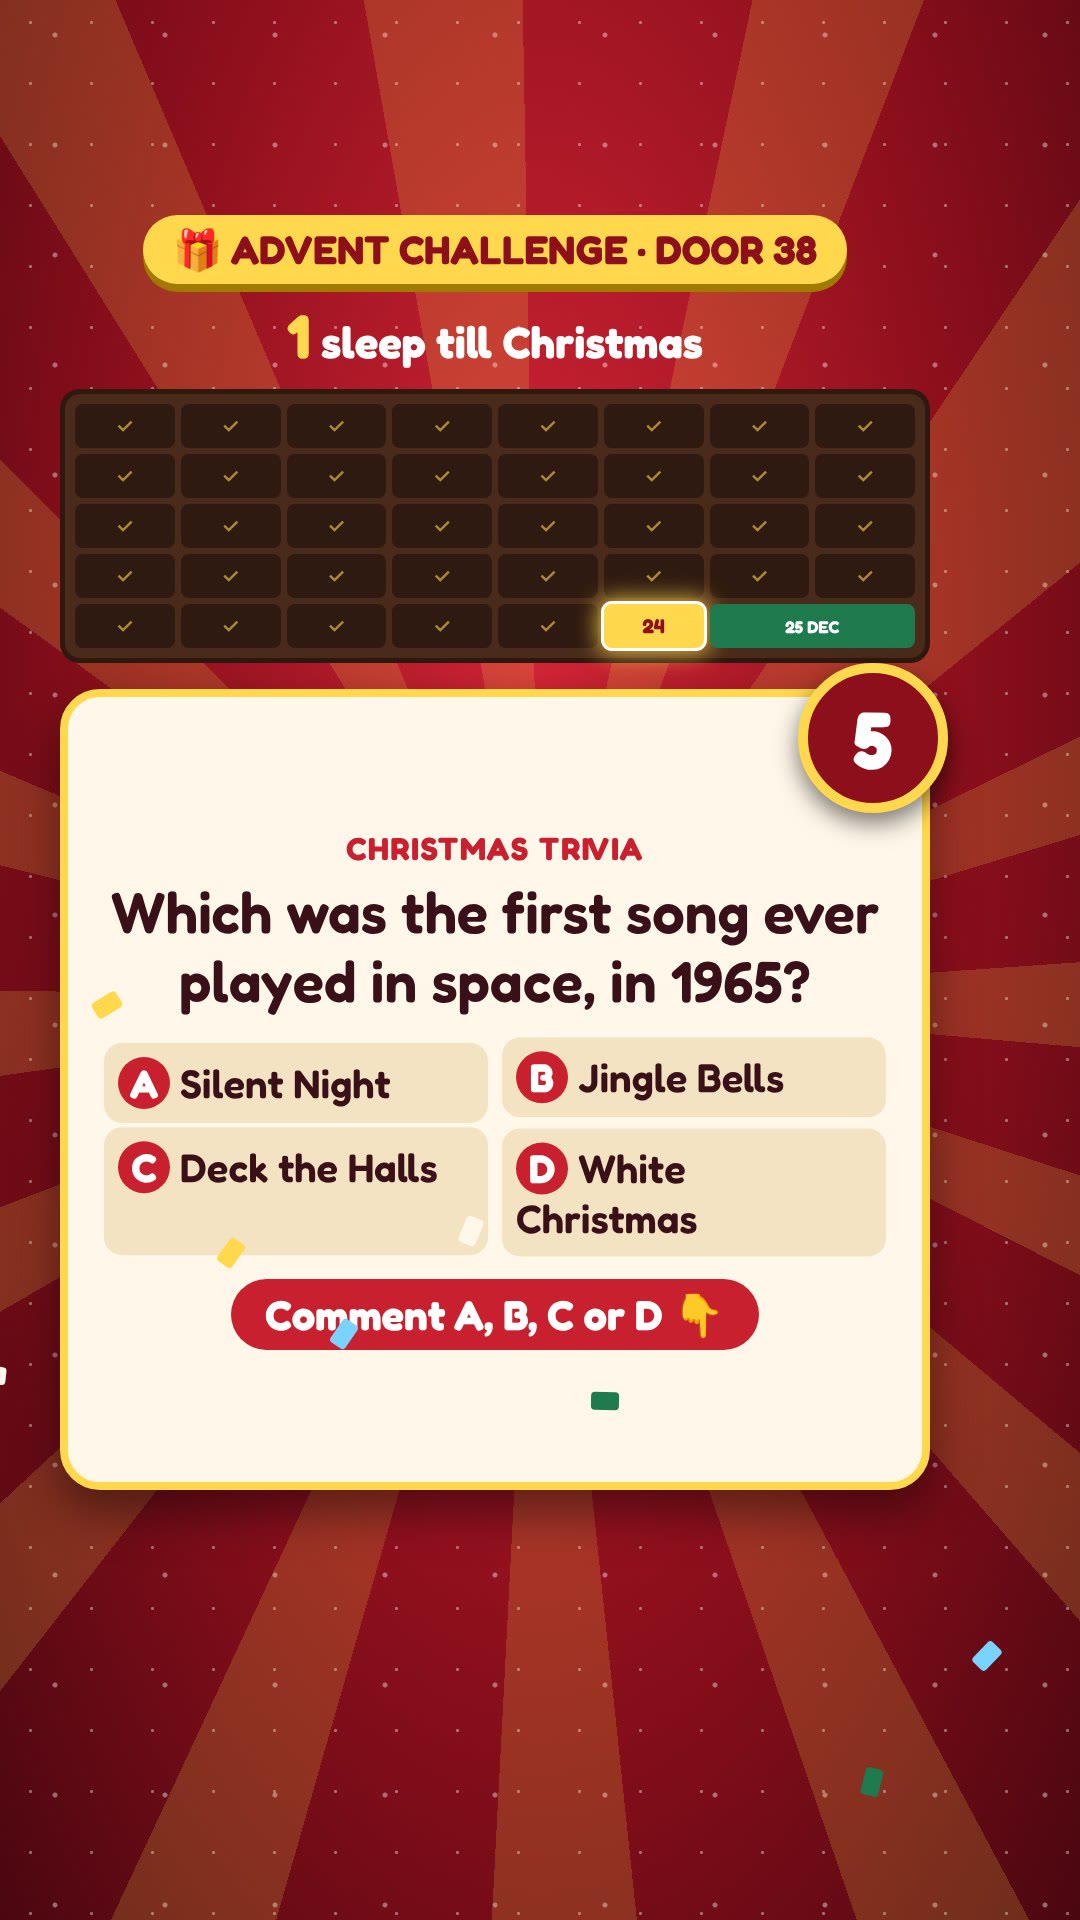 ADVENT CHALLENGE · DOOR 38
1 sleep till Christmas
24
25 DEC
5
CHRISTMAS TRIVIA
Which was the first song ever
played in space, in 1965?
A Silent Night
B Jingle Bells
C Deck the Halls
D White
Christmas
Comment A, B, C or D